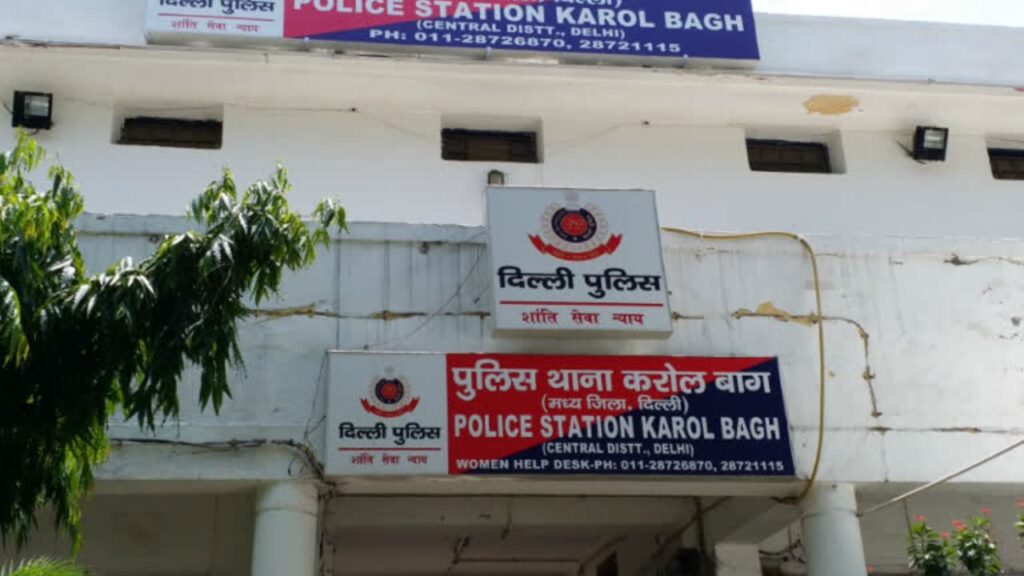 दिल्ली पुलिस
शांति सेवा न्याय
POLICE STATION KAROL BAGH
(CENTRAL DISTT., DELHI)
PH: 011-28726870, 28721115
दिल्ली पुलिस
शांति सेवा न्याय
दिल्ली पुलिस
शांति सेवा न्याय
पुलिस थाना करोल बाग
(मध्य जिला, दिल्ली)
POLICE STATION KAROL BAGH
(CENTRAL DISTT., DELHI)
WOMEN HELP DESK-PH: 011-28726870, 28721115